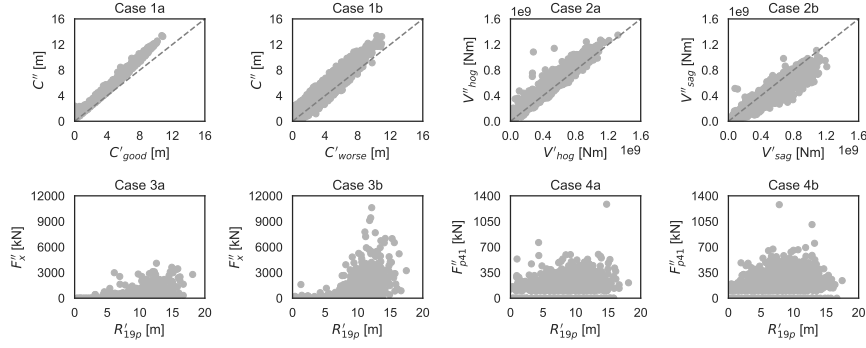 Case 1a
16
12
8
4
0
C'' [m]
0 4 8 12 16
C'good [m]
Case 1b
16
12
8
4
0
C'' [m]
0 4 8 12 16
C'worse [m]
Case 2a
1e9
1.6
1.2
0.8
0.4
0.0
V''hog [Nm]
0.0 0.4 0.8 1.2 1.6
V'hog [Nm]
1e9
Case 2b
1e9
1.6
1.2
0.8
0.4
0.0
V''sag [Nm]
0.0 0.4 0.8 1.2 1.6
V'sag [Nm]
1e9
Case 3a
12000
9000
6000
3000
0
F''x [kN]
0 5 10 15 20
R'19p [m]
Case 3b
12000
9000
6000
3000
0
F''x [kN]
0 5 10 15 20
R'19p [m]
Case 4a
1400
1050
700
350
0
F''p41 [kN]
0 5 10 15 20
R'19p [m]
Case 4b
1400
1050
700
350
0
F''p41 [kN]
0 5 10 15 20
R'19p [m]